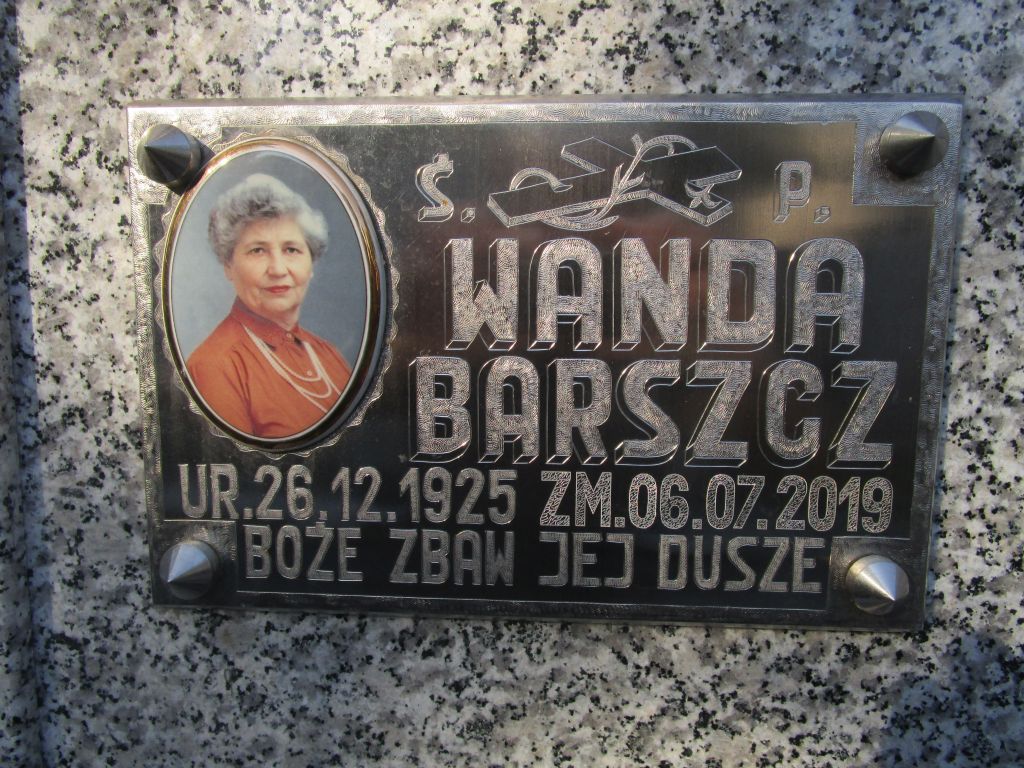 Ś. P.
WANDA
BARSZCZ
UR.26.12.1925 ZM.06.07.2019
BOŻE ZBAW JEJ DUSZE